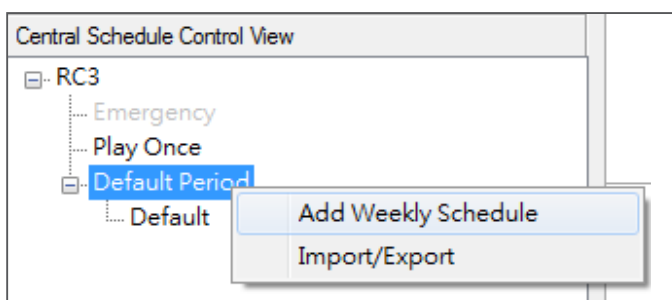 Central Schedule Control View
RC3
Emergency
Play Once
Default Period
Default
Add Weekly Schedule
Import/Export